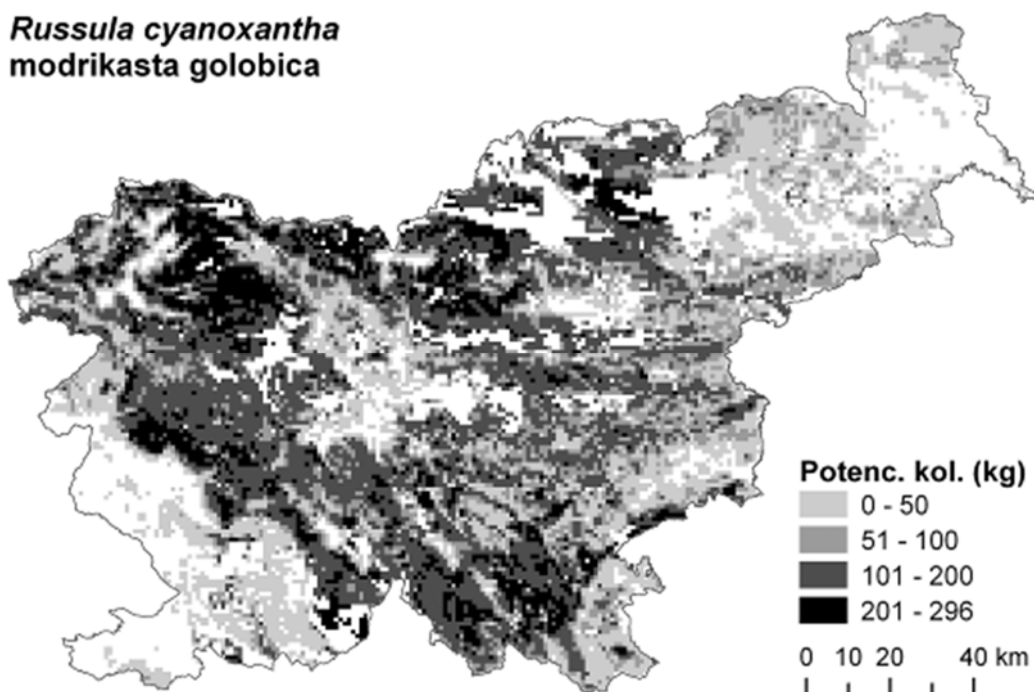 Russula cyanoxantha
modrikasta golobica
Potenc. kol. (kg)
0 - 50
51 - 100
101 - 200
201 - 296
0 10 20 40 km